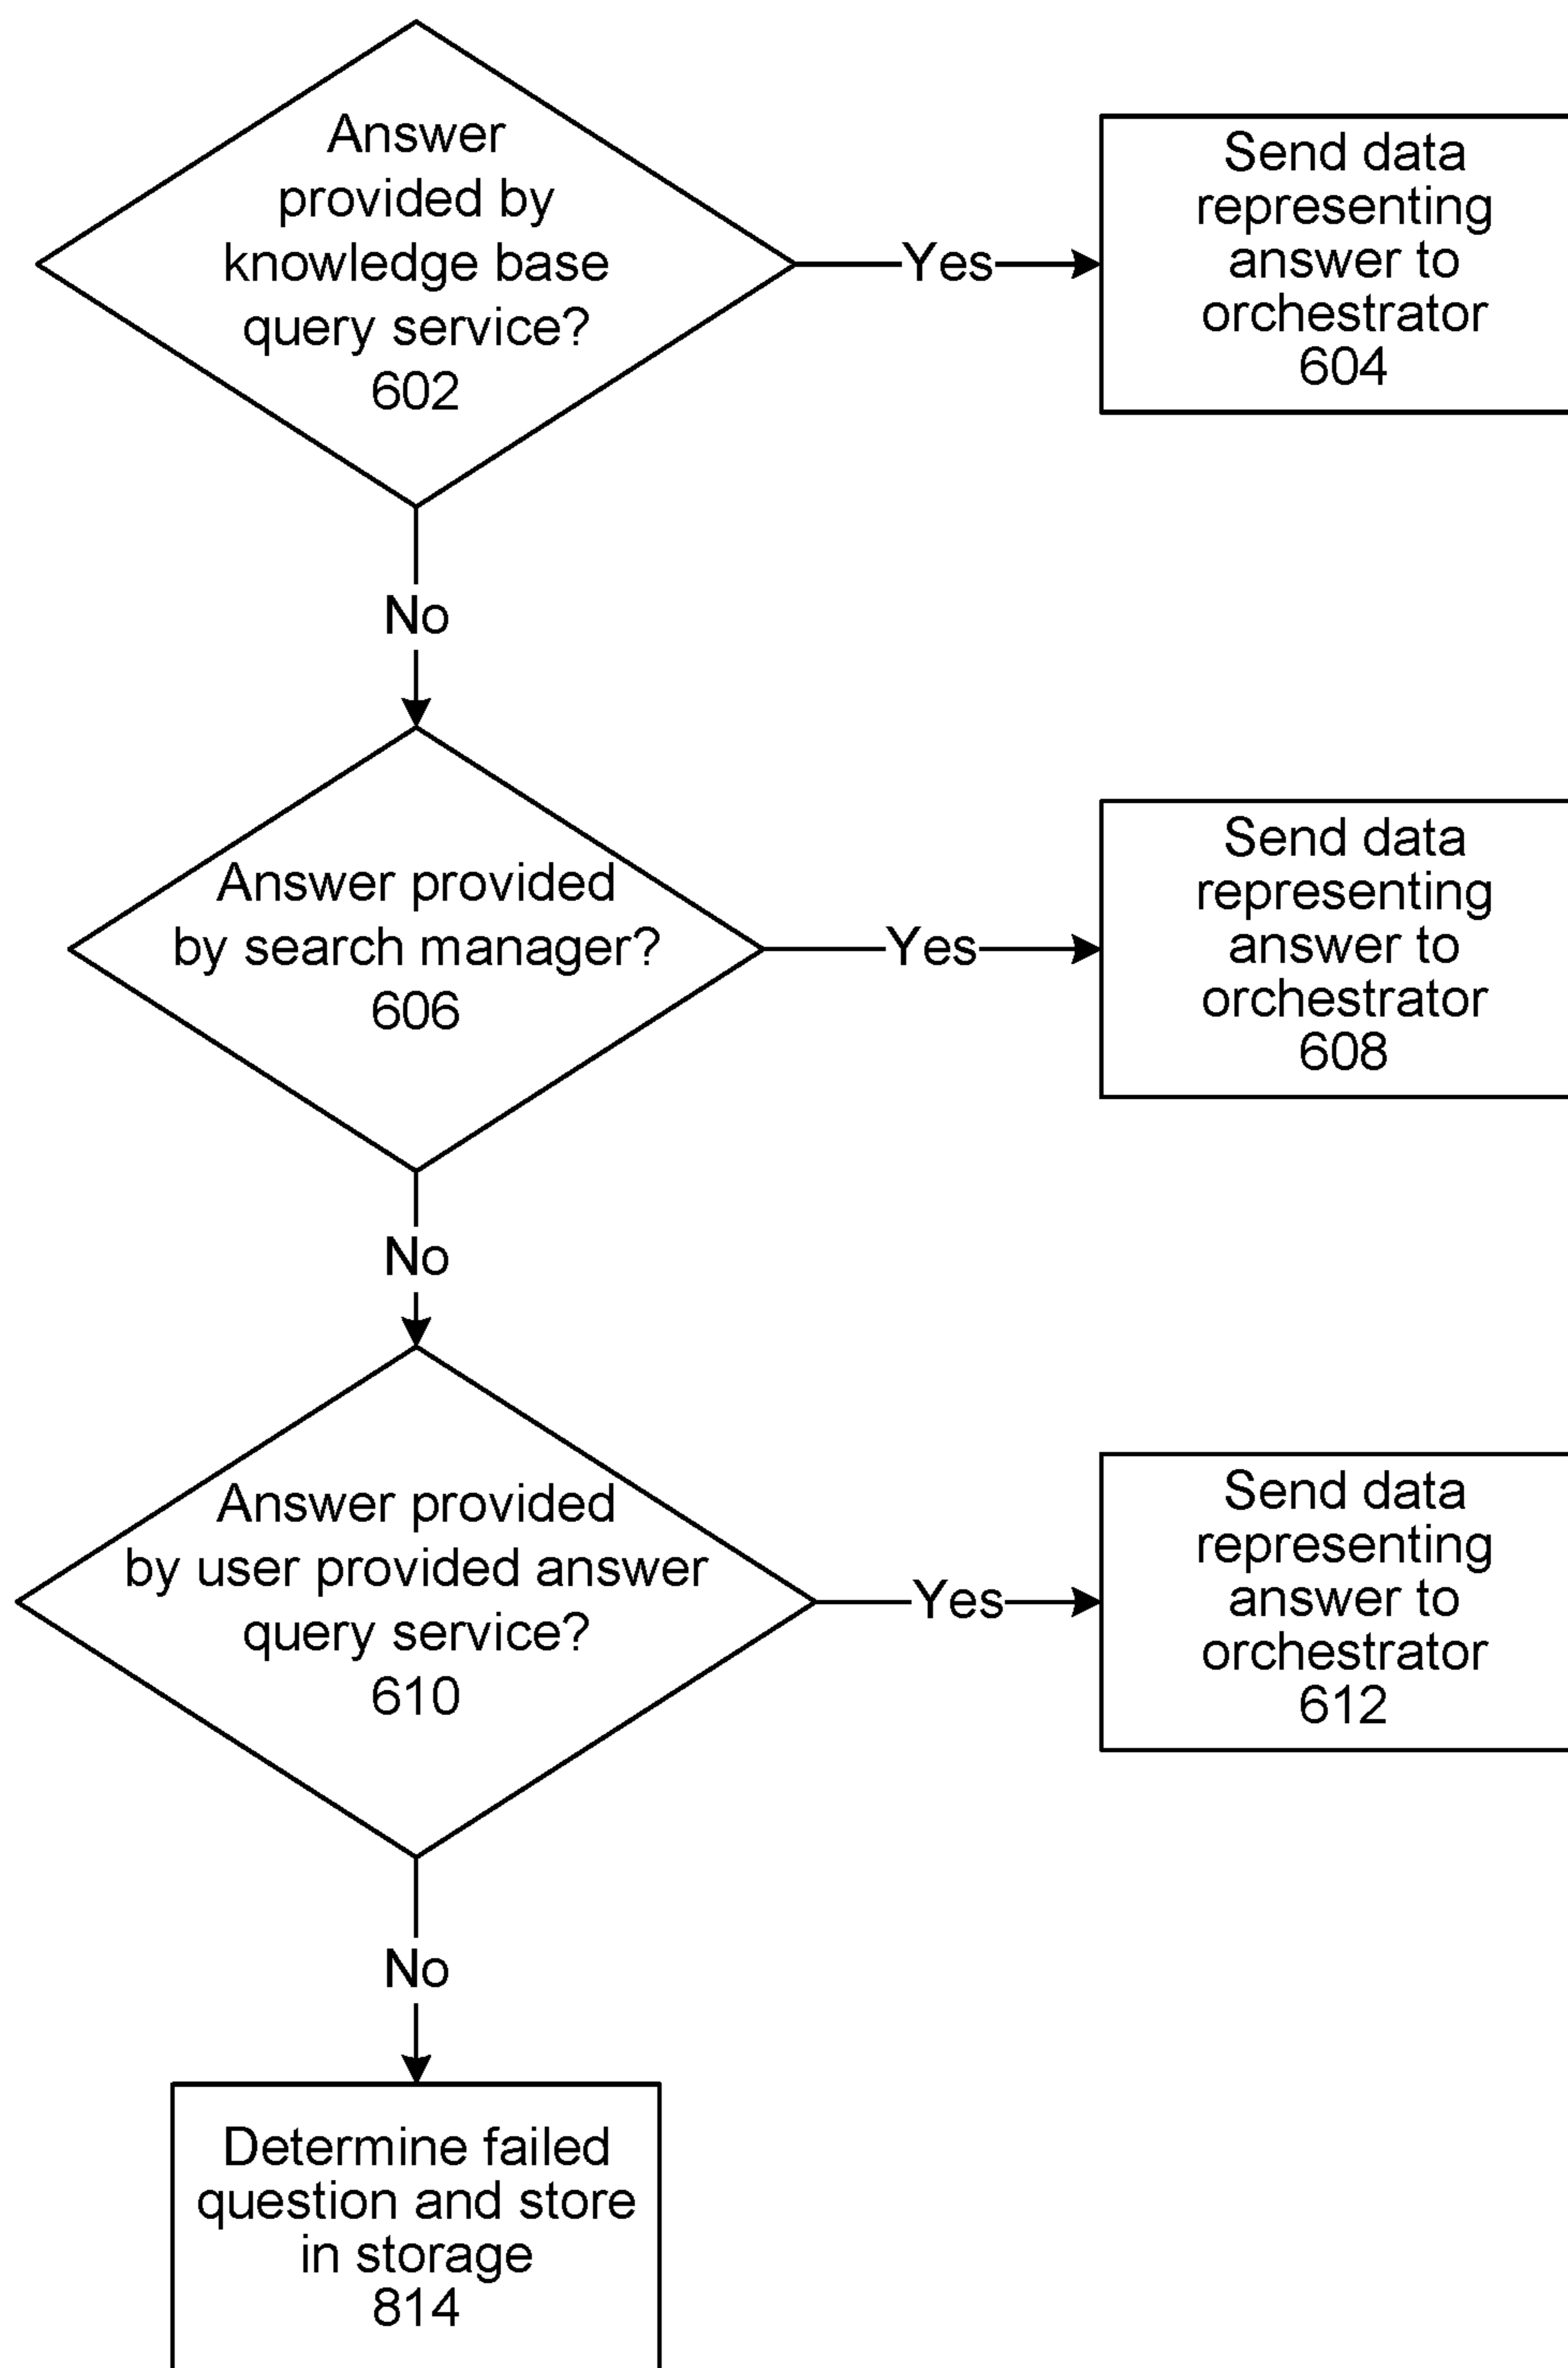 Answer
provided by
knowledge base
query service?
602
Yes
Send data
representing
answer to
orchestrator
604
No
Answer provided
by search manager?
606
Yes
Send data
representing
answer to
orchestrator
608
No
Answer provided
by user provided answer
query service?
610
Yes
Send data
representing
answer to
orchestrator
612
No
Determine failed
question and store
in storage
814